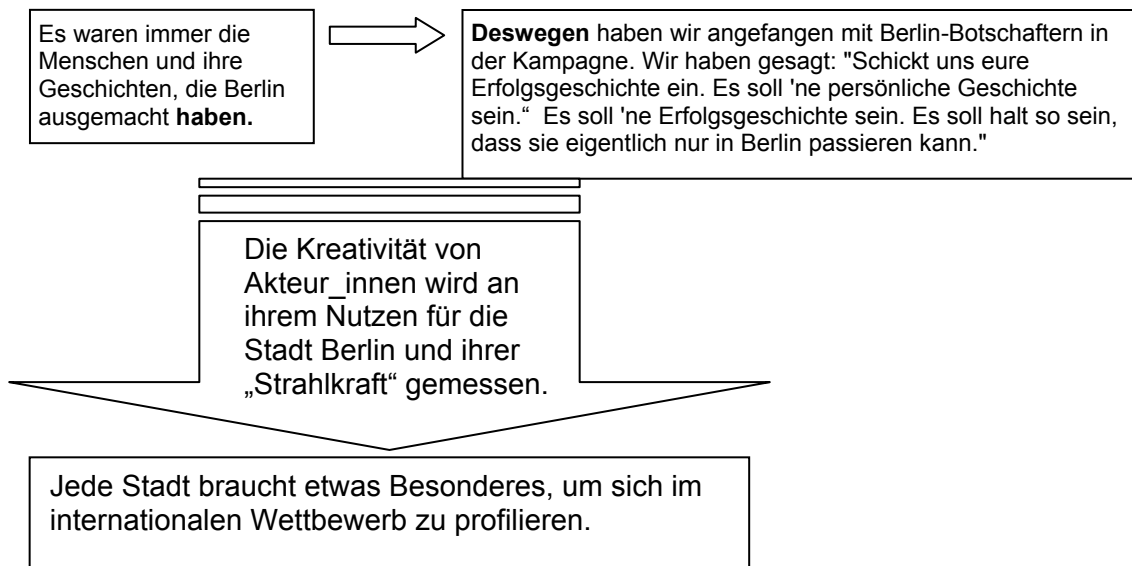 Es waren immer die
Menschen und ihre
Geschichten, die Berlin
ausgemacht haben.
Deswegen haben wir angefangen mit Berlin-Botschaftern in
der Kampagne. Wir haben gesagt: "Schickt uns eure
Erfolgsgeschichte ein. Es soll 'ne persönliche Geschichte
sein.“ Es soll 'ne Erfolgsgeschichte sein. Es soll halt so sein,
dass sie eigentlich nur in Berlin passieren kann."
Die Kreativität von
Akteur_innen wird an
ihrem Nutzen für die
Stadt Berlin und ihrer
„Strahlkraft“ gemessen.
Jede Stadt braucht etwas Besonderes, um sich im
internationalen Wettbewerb zu profilieren.